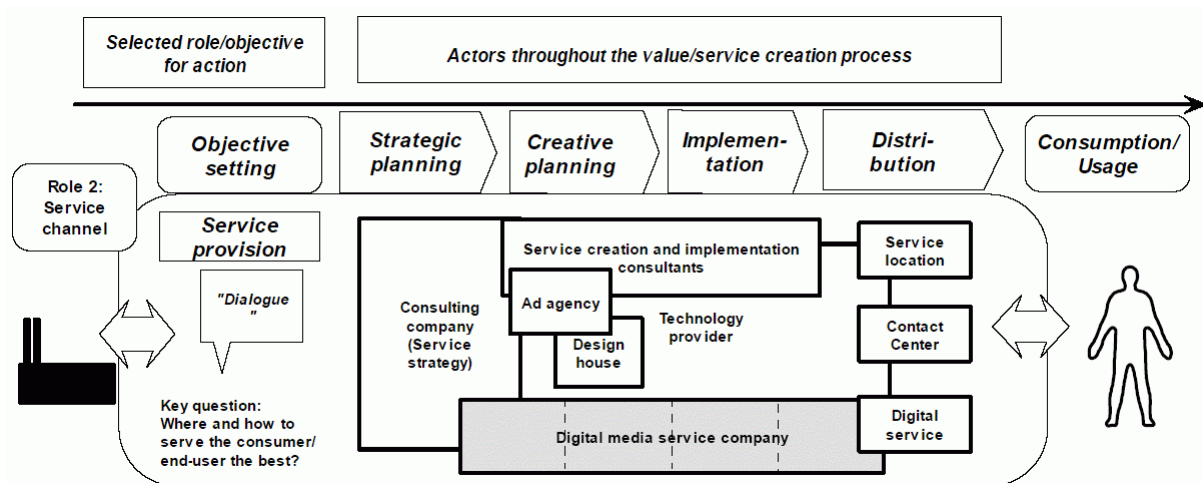 Selected role/objective
for action
Actors throughout the value/service creation process
Objective
setting
Strategic
planning
Creative
planning
Implemen-
tation
Distri-
bution
Consumption/
Usage
Role 2:
Service
channel
Service
provision
"Dialogue
"
Key question:
Where and how to
serve the consumer/
end-user the best?
Consulting
company
(Service
strategy)
Service creation and implementation
consultants
Ad agency
Design
house
Technology
provider
Digital media service company
Service
location
Contact
Center
Digital
service